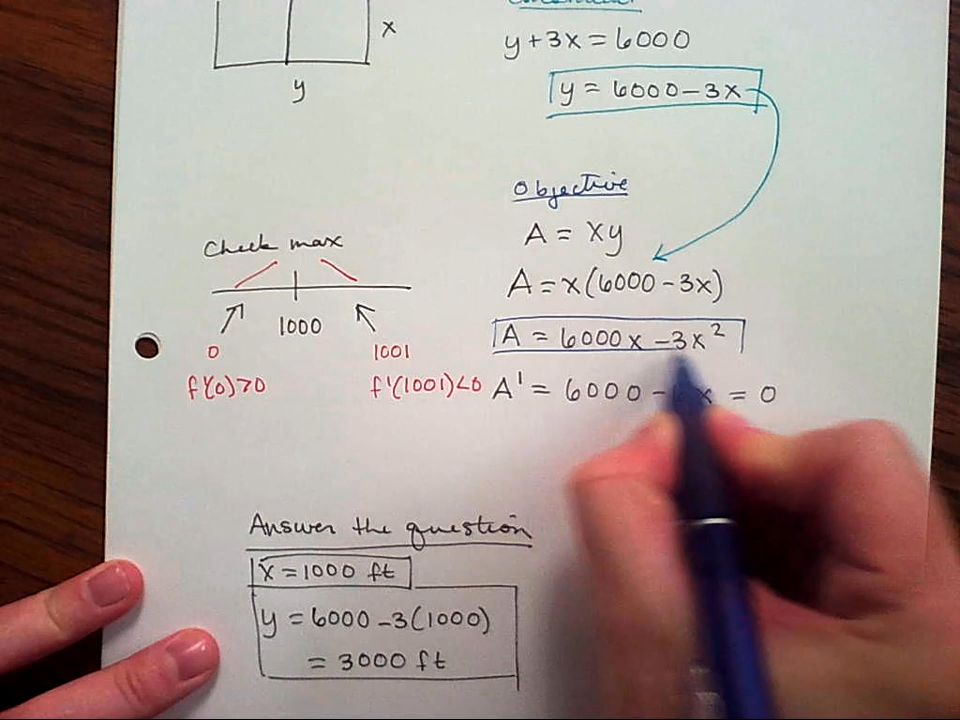 x
y
y + 3x = 6000
y = 6000 - 3x
Objective
A = xy
A = x(6000 - 3x)
A = 6000x - 3x²
A' = 6000 - x = 0
Check max
1000
0
1001
f'(0)>0
f'(1001)<0
Answer the question
x = 1000 ft
y = 6000 - 3(1000)
= 3000 ft